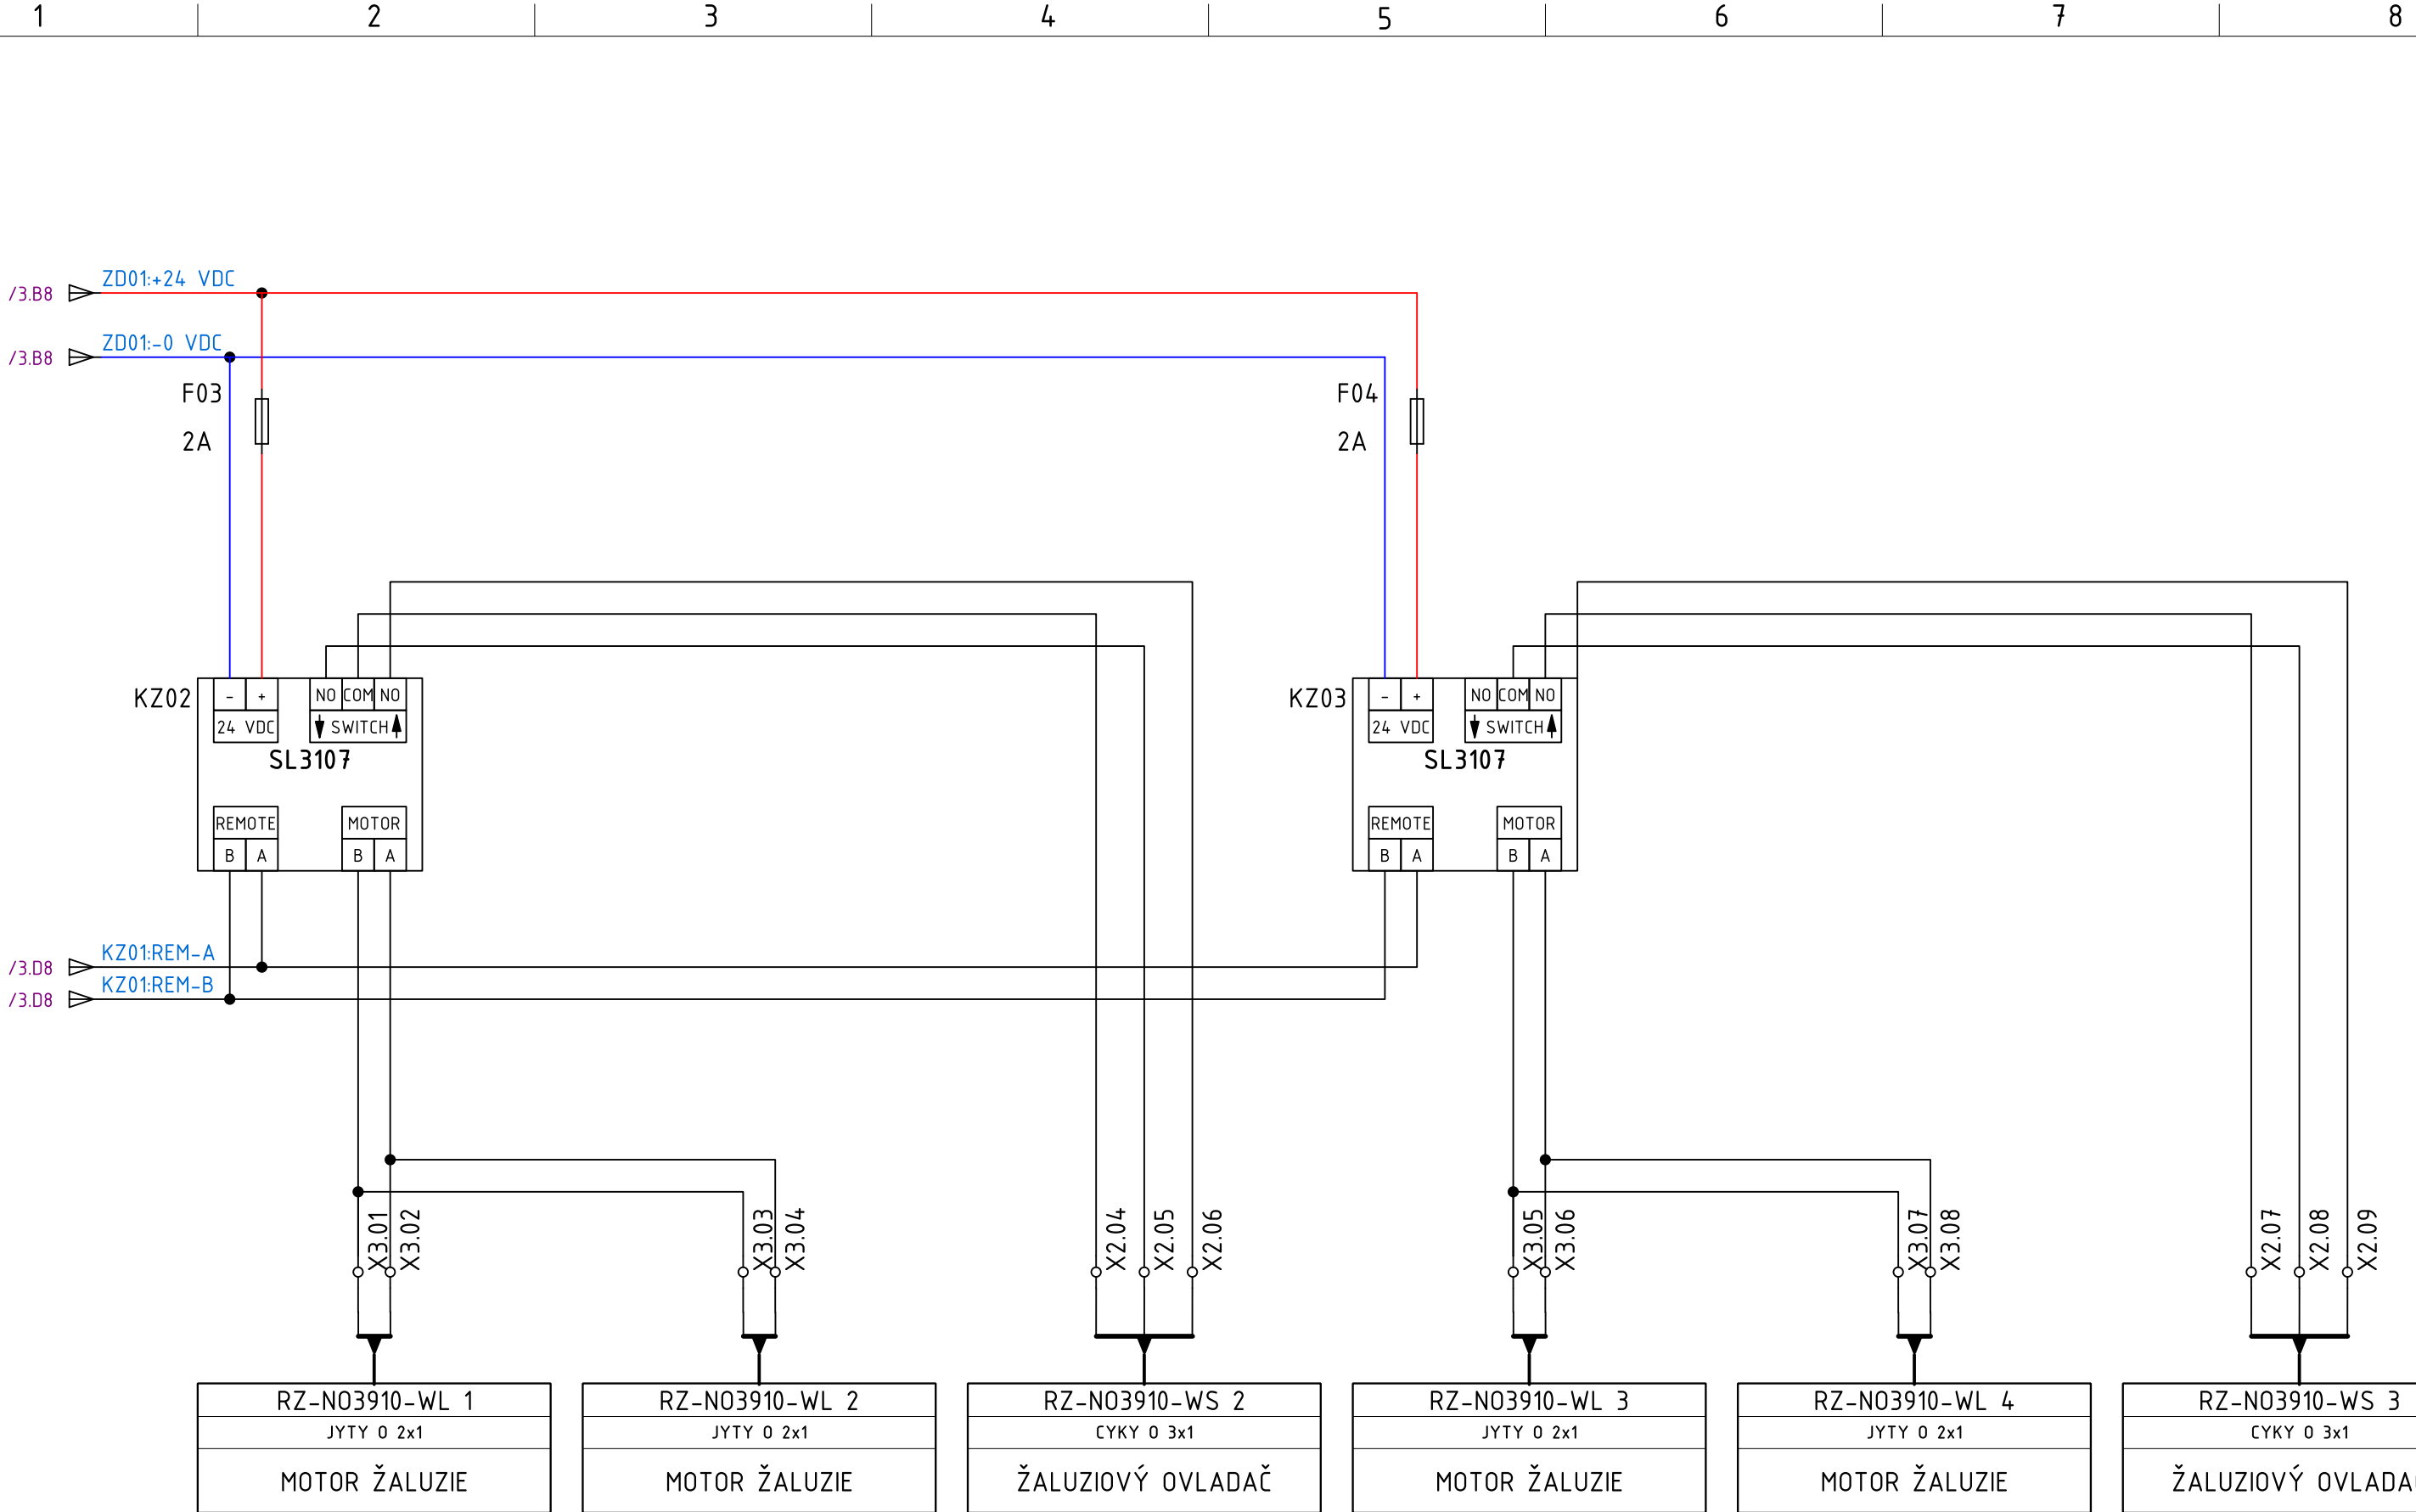 1 2 3 4 5 6 7 8
ZD01:+24 VDC
/3.B8
ZD01:-0 VDC
/3.B8
F03 F04
2A 2A
KZ02 - + NO COM NO
24 VDC SWITCH
SL3107
REMOTE MOTOR
B A B A
KZ03 - + NO COM NO
24 VDC SWITCH
SL3107
REMOTE MOTOR
B A B A
KZ01:REM-A
/3.D8
KZ01:REM-B
/3.D8
X3.01 X3.02 X3.03 X3.04 X2.04 X2.05 X2.06 X3.05 X3.06 X3.07 X3.08 X2.07 X2.08 X2.09
RZ-NO3910-WL 1
JYTY O 2x1
MOTOR ŽALUZIE
RZ-NO3910-WL 2
JYTY O 2x1
MOTOR ŽALUZIE
RZ-NO3910-WS 2
CYKY O 3x1
ŽALUZIOVÝ OVLADAČ
RZ-NO3910-WL 3
JYTY O 2x1
MOTOR ŽALUZIE
RZ-NO3910-WL 4
JYTY O 2x1
MOTOR ŽALUZIE
RZ-NO3910-WS 3
CYKY O 3x1
ŽALUZIOVÝ OVLADAČ